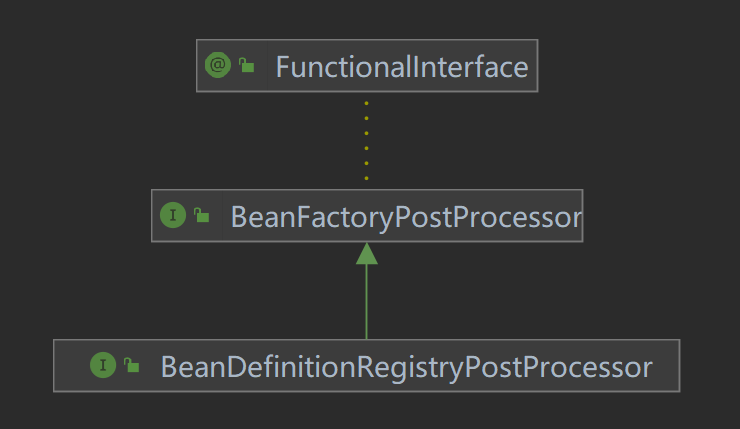 @ FunctionalInterface
I BeanFactoryPostProcessor
I BeanDefinitionRegistryPostProcessor